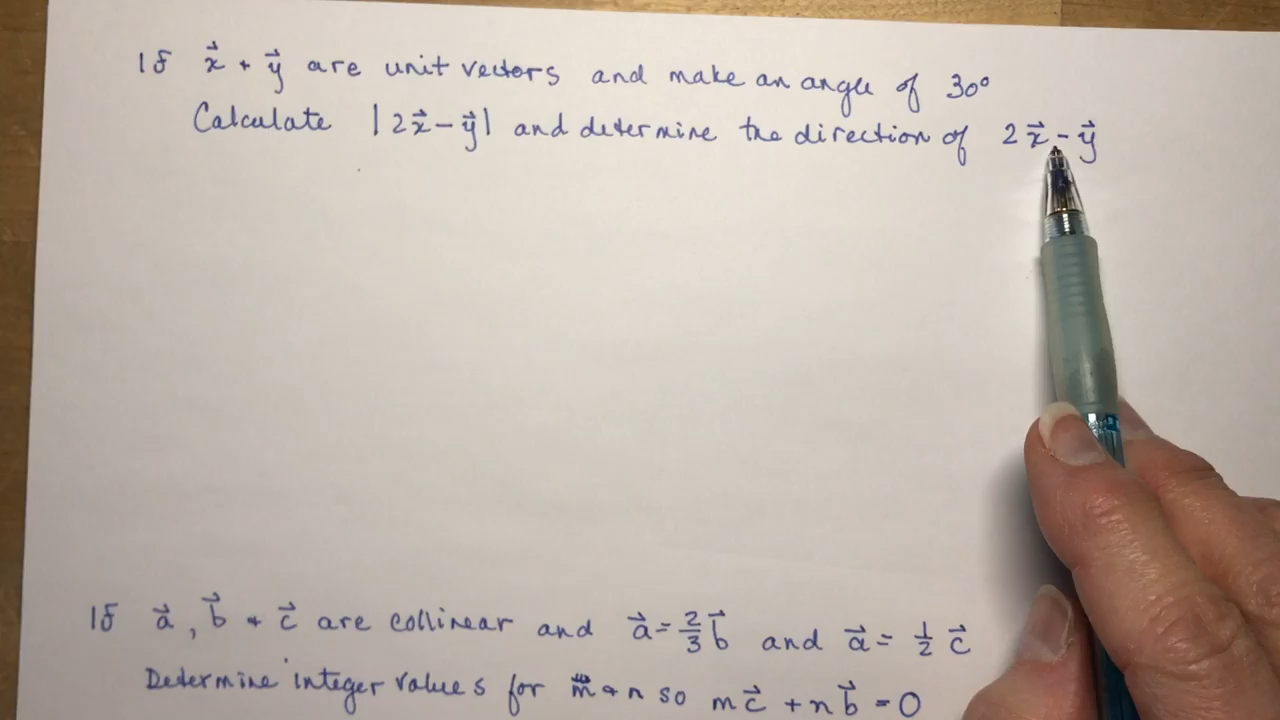 If x⃗ + y⃗ are unit vectors and make an angle of 30°
Calculate |2x⃗ - y⃗| and determine the direction of 2x⃗ - y⃗
If a⃗, b⃗ + c⃗ are collinear and a⃗ = 2/3 b⃗ and a⃗ = 1/2 c⃗
Determine integer values for m + n so mc⃗ + nb⃗ = 0